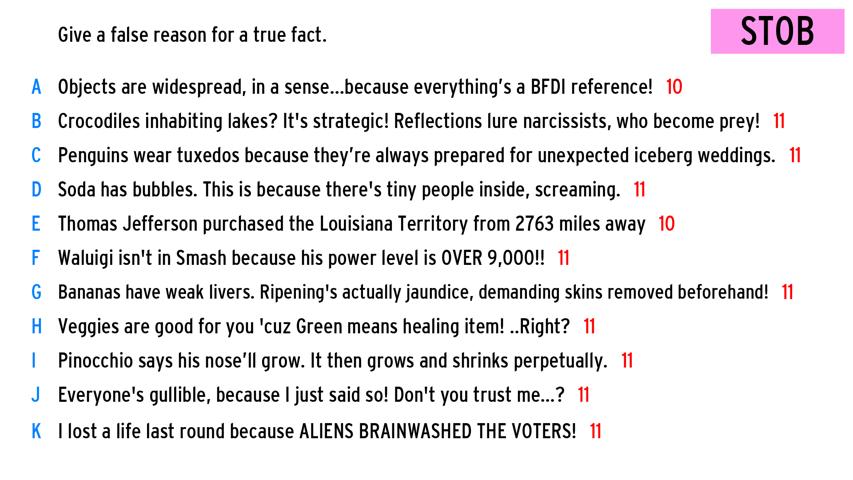 Give a false reason for a true fact.
STOB
A Objects are widespread, in a sense...because everything’s a BFDI reference! 10
B Crocodiles inhabiting lakes? It's strategic! Reflections lure narcissists, who become prey! 11
C Penguins wear tuxedos because they’re always prepared for unexpected iceberg weddings. 11
D Soda has bubbles. This is because there's tiny people inside, screaming. 11
E Thomas Jefferson purchased the Louisiana Territory from 2763 miles away 10
F Waluigi isn't in Smash because his power level is OVER 9,000!! 11
G Bananas have weak livers. Ripening's actually jaundice, demanding skins removed beforehand! 11
H Veggies are good for you 'cuz Green means healing item! ..Right? 11
I Pinocchio says his nose’ll grow. It then grows and shrinks perpetually. 11
J Everyone's gullible, because I just said so! Don't you trust me...? 11
K I lost a life last round because ALIENS BRAINWASHED THE VOTERS! 11